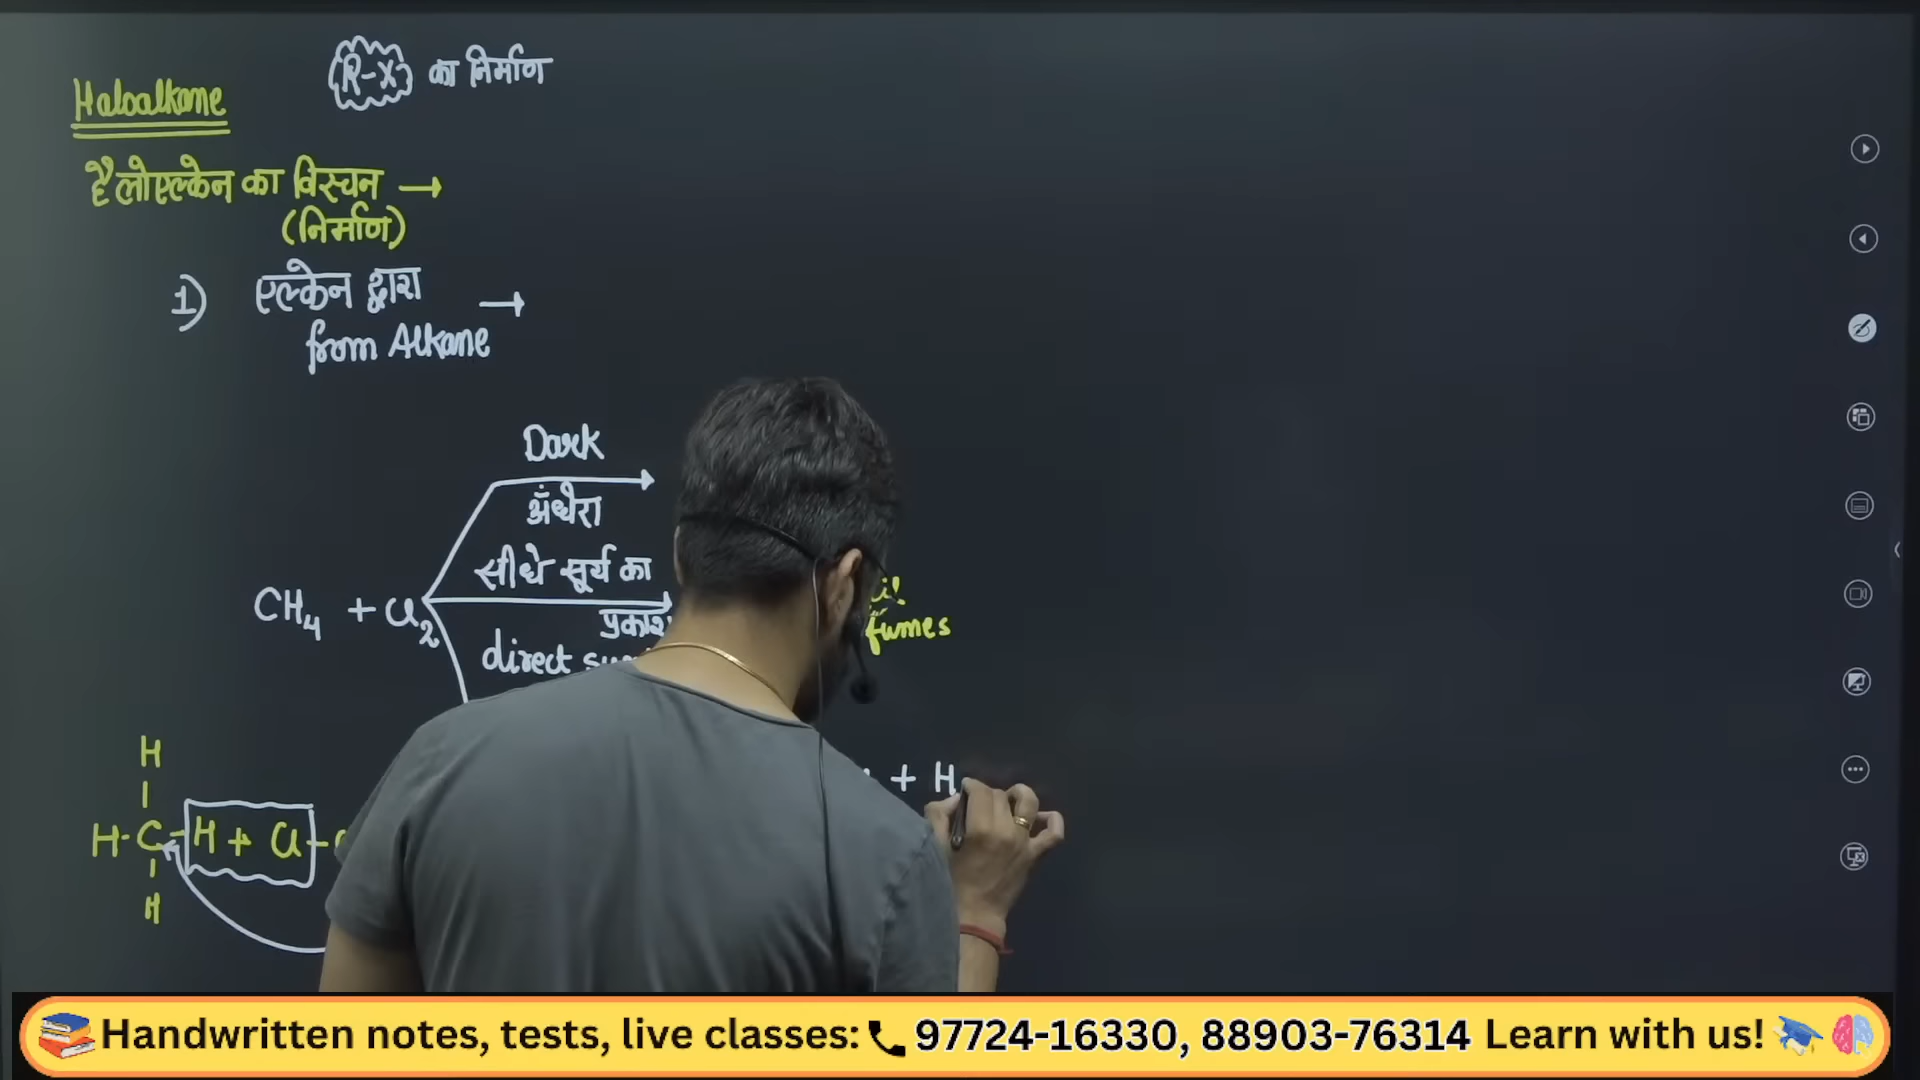 R-X का निर्माण
Haloalkame
हैलोएल्केन का विरचन →
(निर्माण)
1) एल्केन द्वारा →
from Alkane
Dark
अँधेरा
सीधे सूर्य का
प्रकाश
CH₄ + Cl₂
direct
fumes
+ H
H
H-C-H + Cl-
H
Handwritten notes, tests, live classes: 97724-16330, 88903-76314 Learn with us!